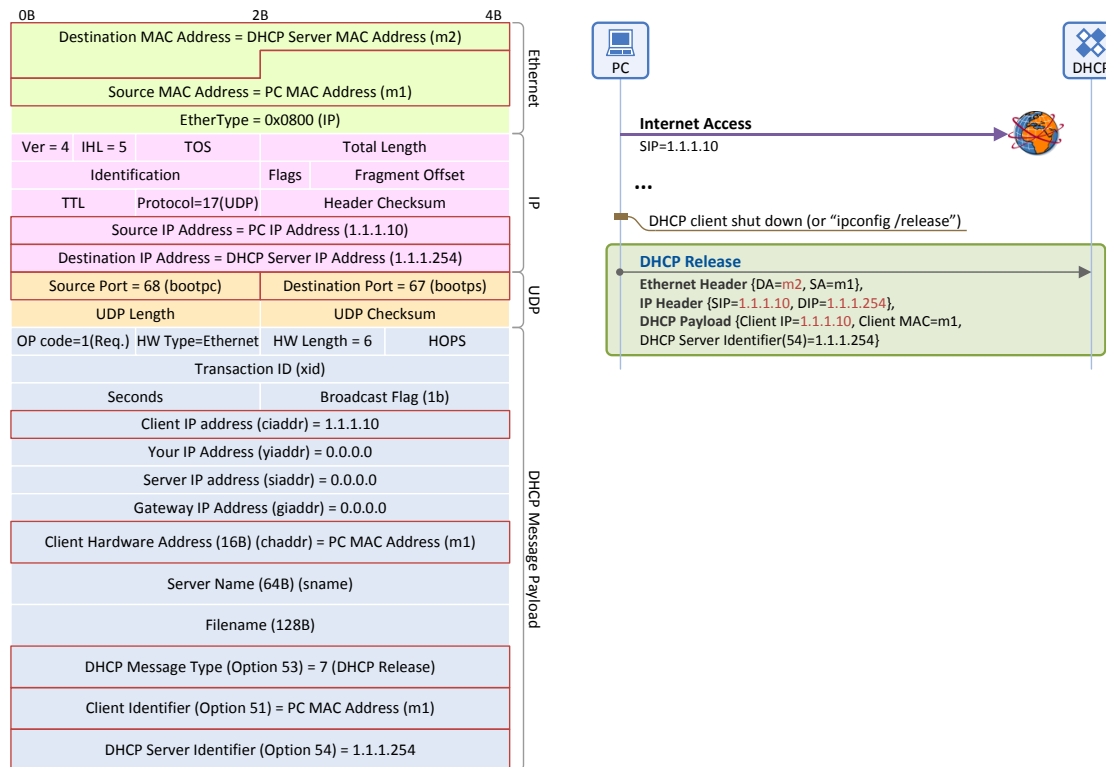 0B 2B 4B
Destination MAC Address = DHCP Server MAC Address (m2)
Source MAC Address = PC MAC Address (m1)
EtherType = 0x0800 (IP)
Ethernet
Ver = 4 IHL = 5 TOS Total Length
Identification Flags Fragment Offset
TTL Protocol=17(UDP) Header Checksum
Source IP Address = PC IP Address (1.1.1.10)
Destination IP Address = DHCP Server IP Address (1.1.1.254)
IP
Source Port = 68 (bootpc) Destination Port = 67 (bootps)
UDP Length UDP Checksum
UDP
OP code=1(Req.) HW Type=Ethernet HW Length = 6 HOPS
Transaction ID (xid)
Seconds Broadcast Flag (1b)
Client IP address (ciaddr) = 1.1.1.10
Your IP Address (yiaddr) = 0.0.0.0
Server IP address (siaddr) = 0.0.0.0
Gateway IP Address (giaddr) = 0.0.0.0
Client Hardware Address (16B) (chaddr) = PC MAC Address (m1)
Server Name (64B) (sname)
Filename (128B)
DHCP Message Type (Option 53) = 7 (DHCP Release)
Client Identifier (Option 51) = PC MAC Address (m1)
DHCP Server Identifier (Option 54) = 1.1.1.254
DHCP Message Payload
PC DHCP
Internet Access
SIP=1.1.1.10
...
DHCP client shut down (or “ipconfig /release”)
DHCP Release
Ethernet Header {DA=m2, SA=m1},
IP Header {SIP=1.1.1.10, DIP=1.1.1.254},
DHCP Payload {Client IP=1.1.1.10, Client MAC=m1,
DHCP Server Identifier(54)=1.1.1.254}